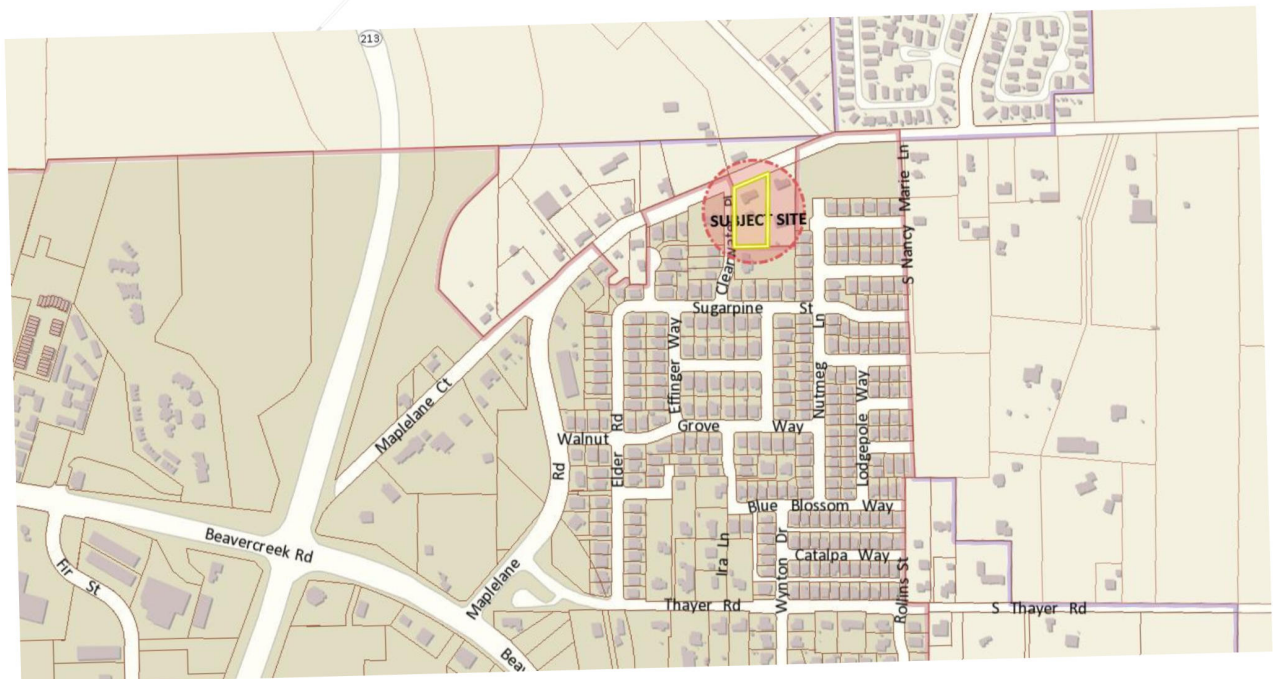 213
S Nancy Marie Ln
SUBJECT SITE
Clearwater Pl
Sugarpine St
Effinger Way
Nutmeg Ln
Maplelane Ct
Lodgepole Way
Walnut Grove Way
Elder Rd
Maplelane Rd
Blue Blossom Way
Beavercreek Rd
Ira Ln
Wynton Dr
Catalpa Way
Fir St
Rollins St
Thayer Rd
S Thayer Rd
Bea